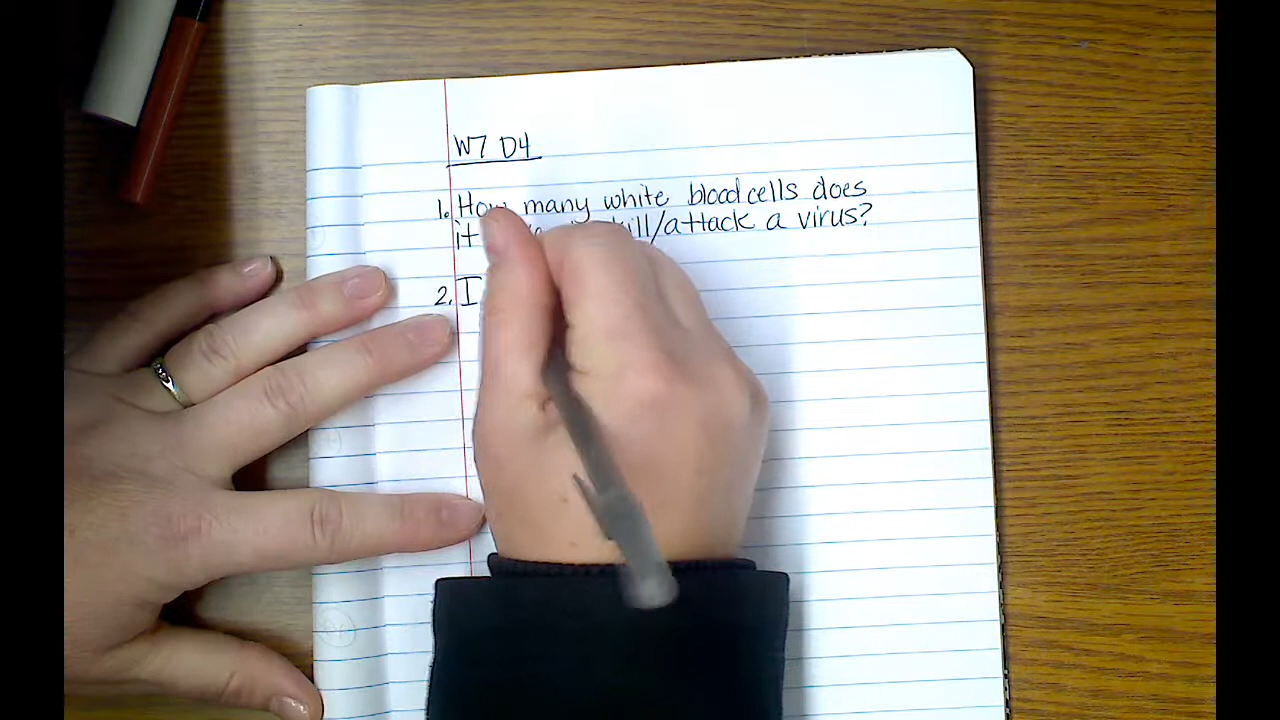 W7 D4
1. How many white blood cells does
it kill/attack a virus?
2. I